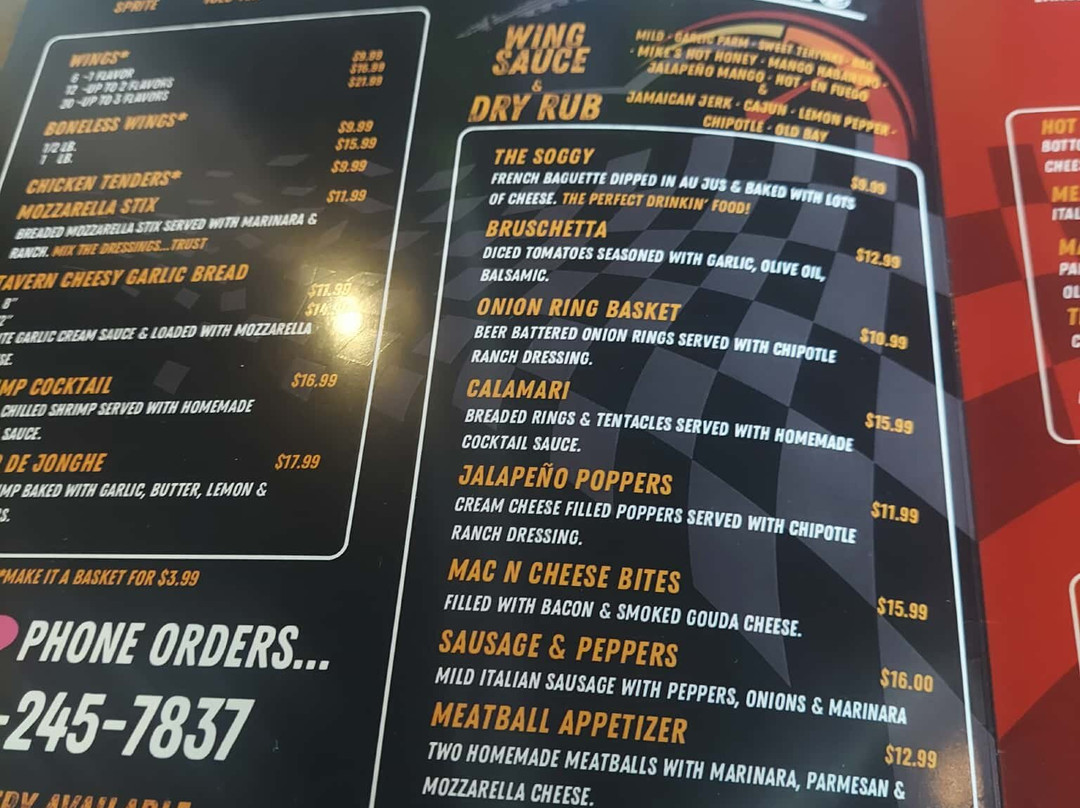 SPRITE
WINGS*
6 -1 FLAVOR $9.99
12 -UP TO 2 FLAVORS
20 -UP TO 3 FLAVORS $21.99
BONELESS WINGS*
1/2 LB. $9.99
1 LB. $15.99
CHICKEN TENDERS* $9.99
MOZZARELLA STIX $11.99
BREADED MOZZARELLA STIX SERVED WITH MARINARA &
RANCH. MIX THE DRESSINGS...TRUST
TAVERN CHEESY GARLIC BREAD
8" $11.99
GARLIC CREAM SAUCE & LOADED WITH MOZZARELLA
COCKTAIL $16.99
CHILLED SHRIMP SERVED WITH HOMEMADE
SAUCE.
DE JONGHE $17.99
BAKED WITH GARLIC, BUTTER, LEMON &
*MAKE IT A BASKET FOR $3.99
PHONE ORDERS...
-245-7837
AVAILABLE
WING
SAUCE
&
DRY RUB
MILD - GARLIC PARM - SWEET TERIYAKI - BBQ
- MIKE'S HOT HONEY - MANGO HABANERO -
JALAPEÑO MANGO - HOT - EN FUEGO
&
JAMAICAN JERK - CAJUN - LEMON PEPPER -
CHIPOTLE - OLD BAY
THE SOGGY $9.99
FRENCH BAGUETTE DIPPED IN AU JUS & BAKED WITH LOTS
OF CHEESE. THE PERFECT DRINKIN' FOOD!
BRUSCHETTA $12.99
DICED TOMATOES SEASONED WITH GARLIC, OLIVE OIL,
BALSAMIC.
ONION RING BASKET $10.99
BEER BATTERED ONION RINGS SERVED WITH CHIPOTLE
RANCH DRESSING.
CALAMARI $15.99
BREADED RINGS & TENTACLES SERVED WITH HOMEMADE
COCKTAIL SAUCE.
JALAPEÑO POPPERS $11.99
CREAM CHEESE FILLED POPPERS SERVED WITH CHIPOTLE
RANCH DRESSING.
MAC N CHEESE BITES $15.99
FILLED WITH BACON & SMOKED GOUDA CHEESE.
SAUSAGE & PEPPERS $16.00
MILD ITALIAN SAUSAGE WITH PEPPERS, ONIONS & MARINARA
MEATBALL APPETIZER $12.99
TWO HOMEMADE MEATBALLS WITH MARINARA, PARMESAN &
MOZZARELLA CHEESE.
HOT